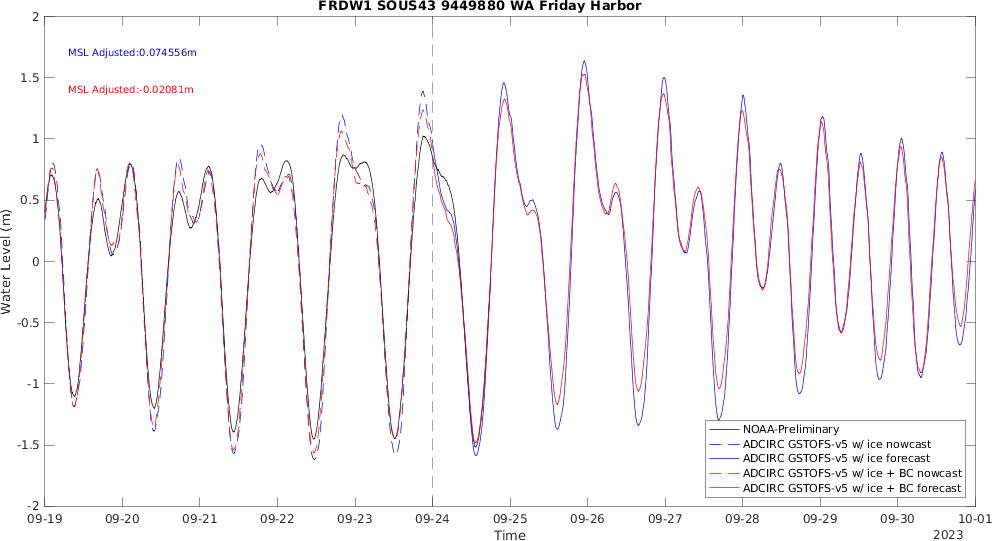 FRDW1 SOUS43 9449880 WA Friday Harbor
MSL Adjusted:0.074556m
MSL Adjusted:-0.02081m
Water Level (m)
2
1.5
1
0.5
0
-0.5
-1
-1.5
-2
NOAA-Preliminary
ADCIRC GSTOFS-v5 w/ ice nowcast
ADCIRC GSTOFS-v5 w/ ice forecast
ADCIRC GSTOFS-v5 w/ ice + BC nowcast
ADCIRC GSTOFS-v5 w/ ice + BC forecast
09-19 09-20 09-21 09-22 09-23 09-24 09-25 09-26 09-27 09-28 09-29 09-30 10-01
Time
2023